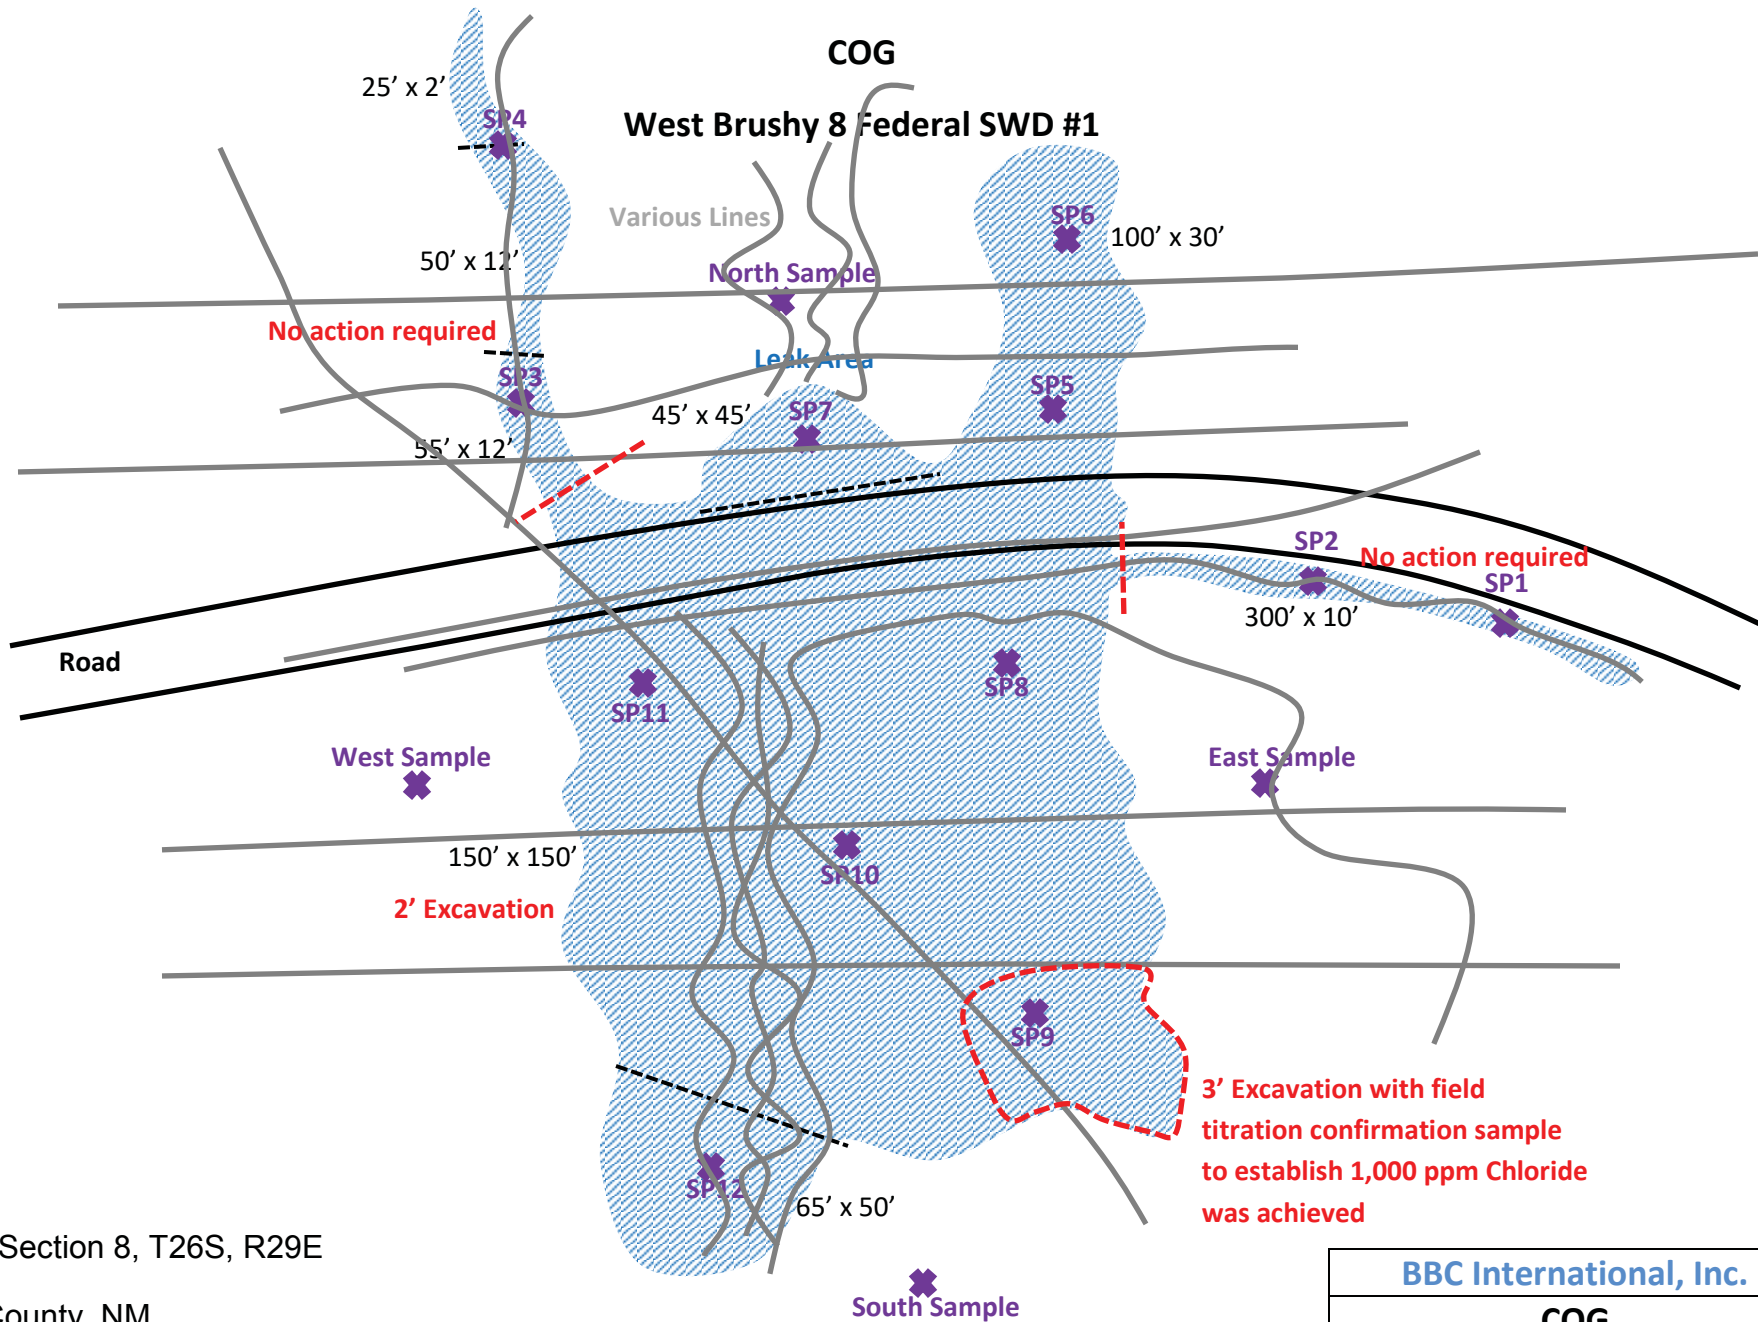 COG
25’ x 2’
SP4
West Brushy 8 Federal SWD #1
Various Lines
SP6
100’ x 30’
50’ x 12’
North Sample
No action required
Leak Area
SP3
SP5
45’ x 45’
SP7
55’ x 12’
SP2
No action required
SP1
300’ x 10’
Road
SP8
SP11
West Sample
East Sample
150’ x 150’
SP10
2’ Excavation
SP9
3’ Excavation with field
titration confirmation sample
to establish 1,000 ppm Chloride
was achieved
SP12
65’ x 50’
Section 8, T26S, R29E
BBC International, Inc.
South Sample
County, NM
COG